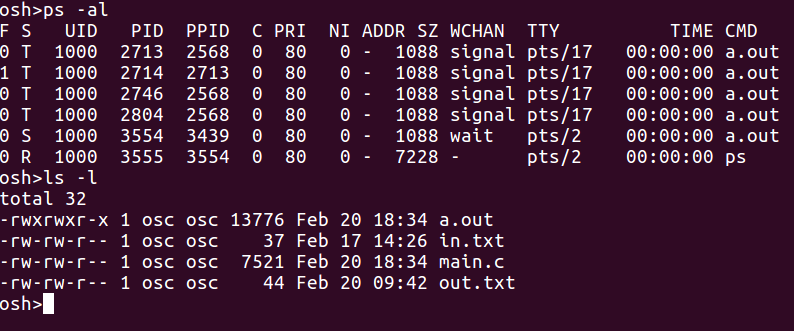 osh>ps -al
F S   UID   PID  PPID  C PRI  NI ADDR SZ WCHAN  TTY          TIME CMD
0 T  1000  2713  2568  0  80   0 -  1088 signal pts/17   00:00:00 a.out
1 T  1000  2714  2713  0  80   0 -  1088 signal pts/17   00:00:00 a.out
0 T  1000  2746  2568  0  80   0 -  1088 signal pts/17   00:00:00 a.out
0 T  1000  2804  2568  0  80   0 -  1088 signal pts/17   00:00:00 a.out
0 S  1000  3554  3439  0  80   0 -  1088 wait   pts/2    00:00:00 a.out
0 R  1000  3555  3554  0  80   0 -  7228 -      pts/2    00:00:00 ps
osh>ls -l
total 32
-rwxrwxr-x 1 osc osc 13776 Feb 20 18:34 a.out
-rw-rw-r-- 1 osc osc    37 Feb 17 14:26 in.txt
-rw-rw-r-- 1 osc osc  7521 Feb 20 18:34 main.c
-rw-rw-r-- 1 osc osc    44 Feb 20 09:42 out.txt
osh>